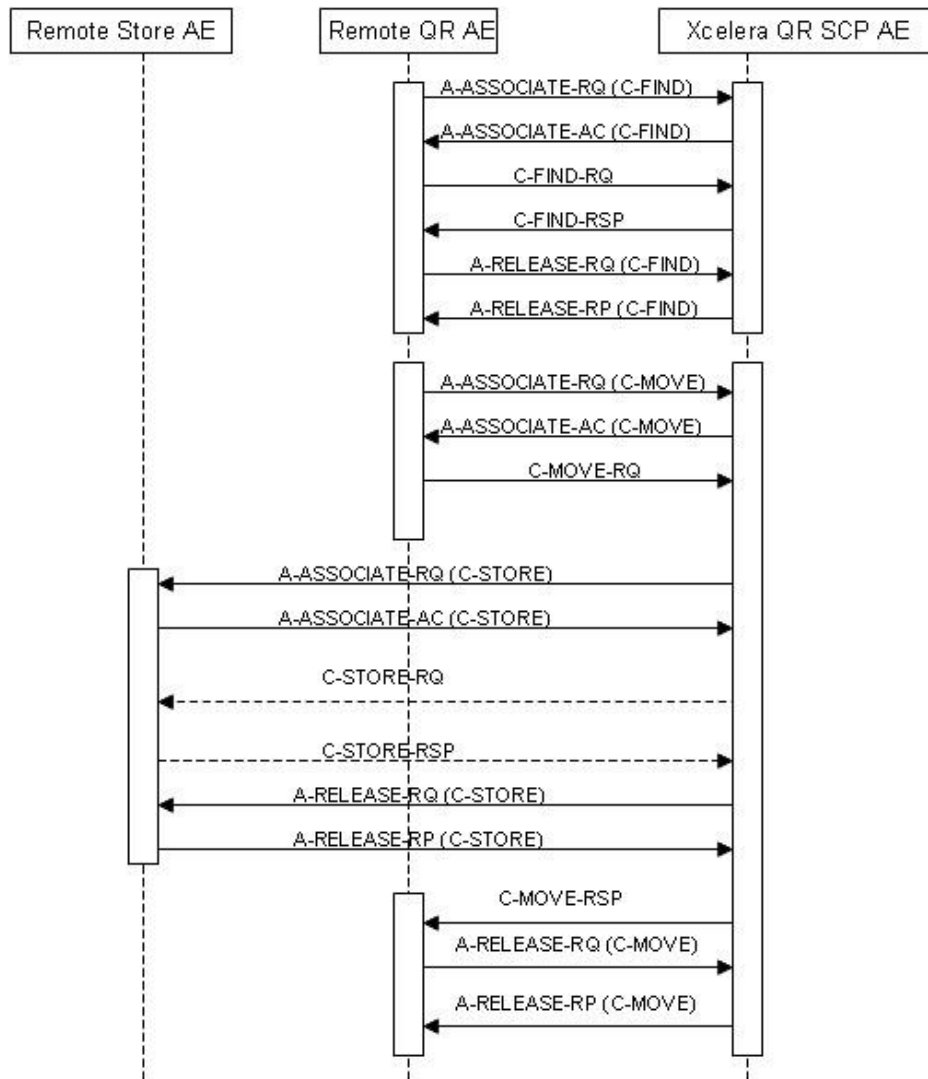 Remote Store AE
Remote QR AE
Xcelera QR SCP AE
A-ASSOCIATE-RQ (C-FIND)
A-ASSOCIATE-AC (C-FIND)
C-FIND-RQ
C-FIND-RSP
A-RELEASE-RQ (C-FIND)
A-RELEASE-RP (C-FIND)
A-ASSOCIATE-RQ (C-MOVE)
A-ASSOCIATE-AC (C-MOVE)
C-MOVE-RQ
A-ASSOCIATE-RQ (C-STORE)
A-ASSOCIATE-AC (C-STORE)
C-STORE-RQ
C-STORE-RSP
A-RELEASE-RQ (C-STORE)
A-RELEASE-RP (C-STORE)
C-MOVE-RSP
A-RELEASE-RQ (C-MOVE)
A-RELEASE-RP (C-MOVE)